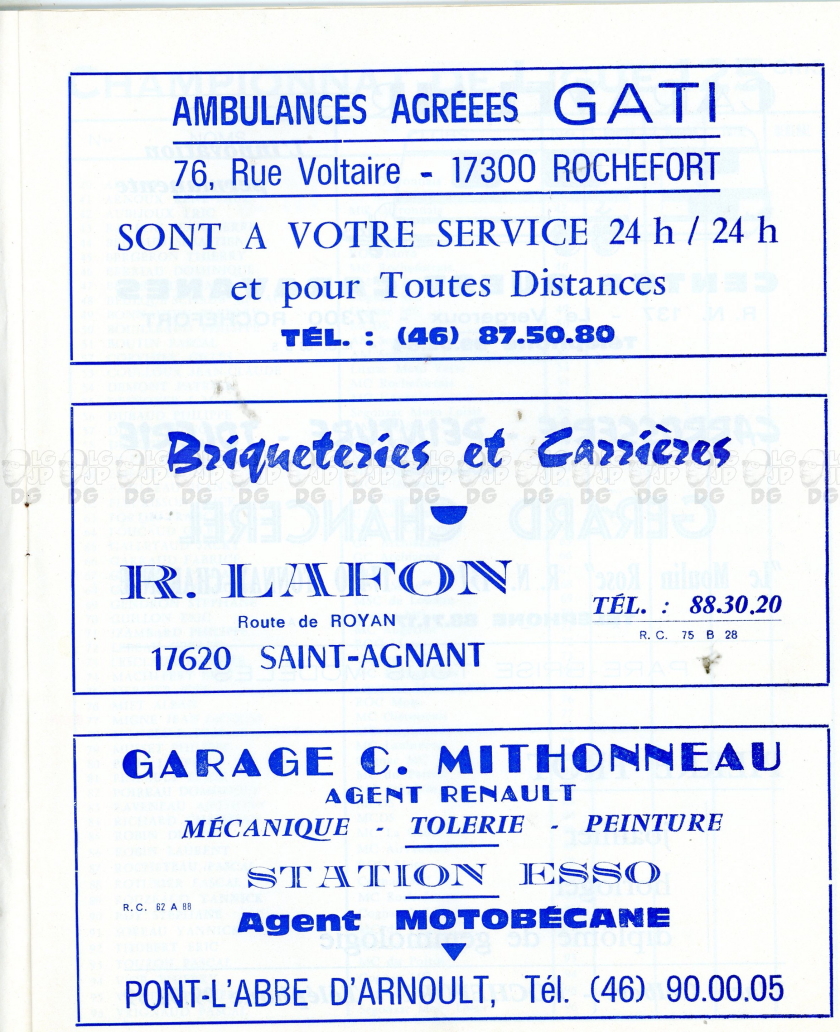 AMBULANCES AGRÉEES GATI
76, Rue Voltaire - 17300 ROCHEFORT
SONT A VOTRE SERVICE 24 h / 24 h
et pour Toutes Distances
TÉL. : (46) 87.50.80
Briqueteries et Carrières
R. LAFON
Route de ROYAN
17620 SAINT-AGNANT
TÉL. : 88.30.20
R. C. 75 B 28
GARAGE C. MITHONNEAU
AGENT RENAULT
MÉCANIQUE - TOLERIE - PEINTURE
STATION ESSO
R.C. 62 A 88
Agent MOTOBÉCANE
PONT-L'ABBE D'ARNOULT, Tél. (46) 90.00.05